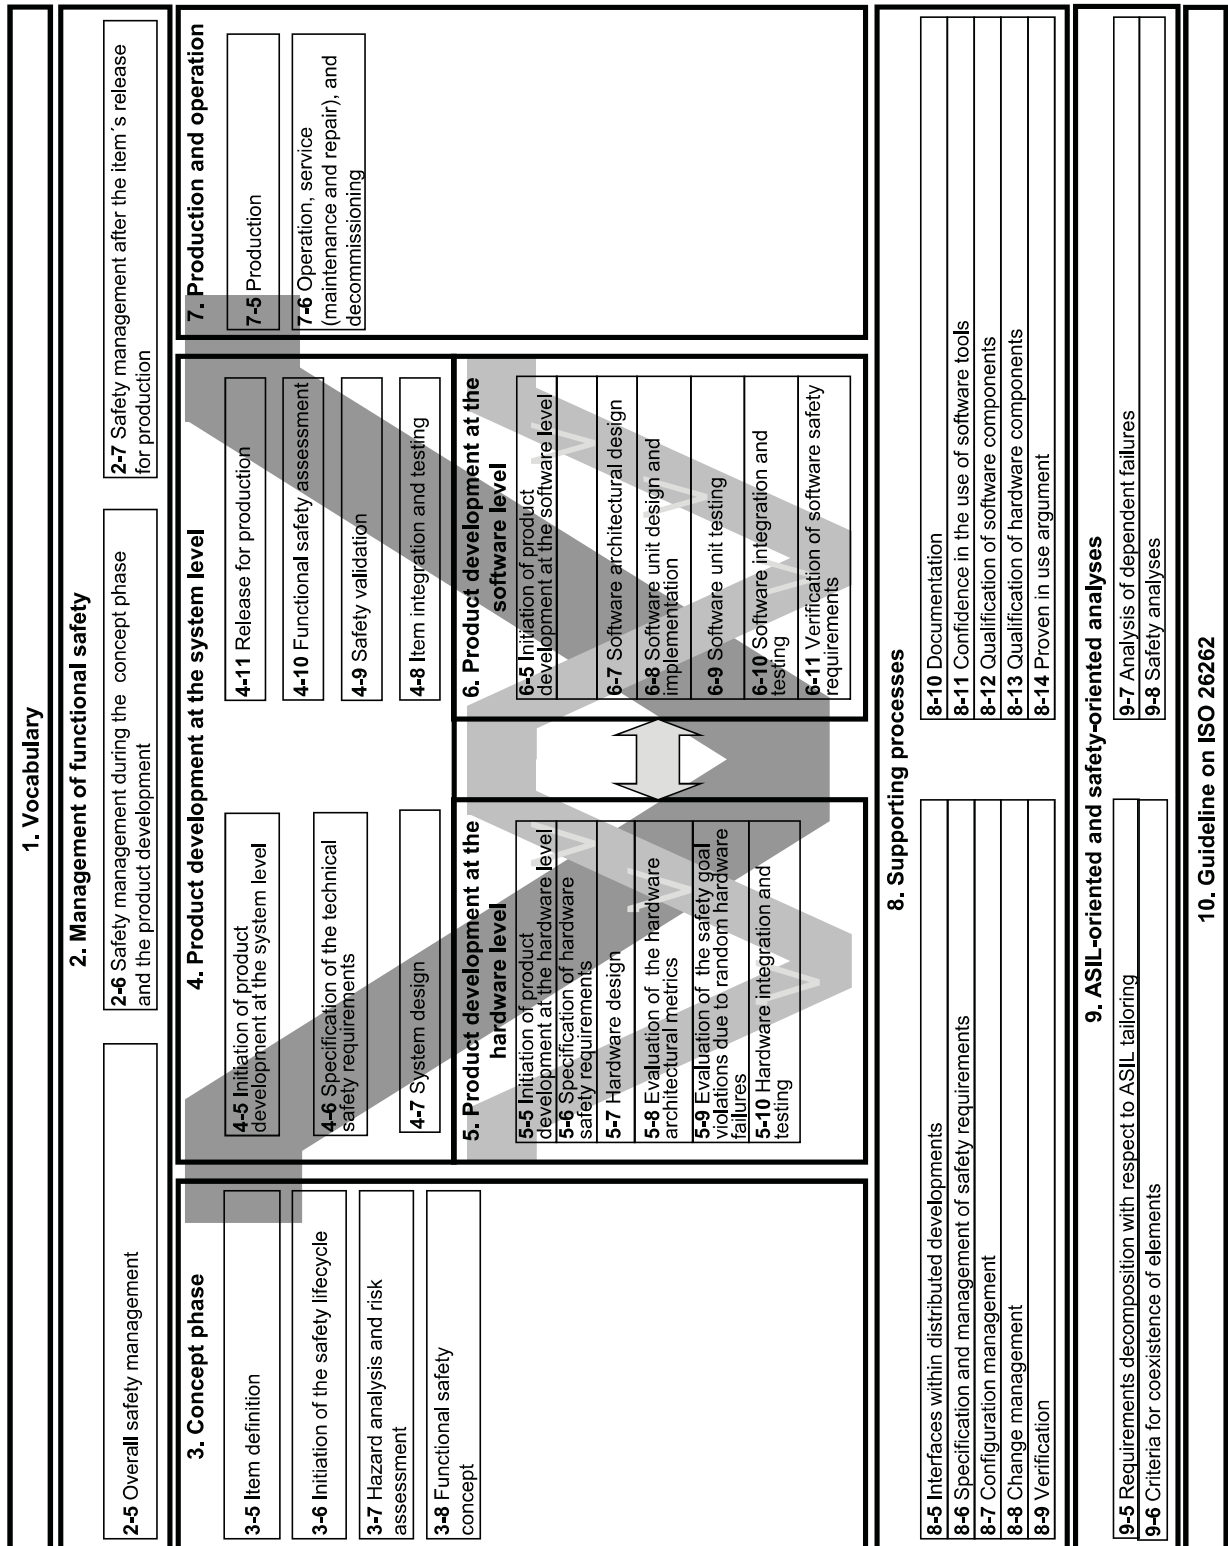 1. Vocabulary
2. Management of functional safety
2-5 Overall safety management
2-6 Safety management during the concept phase
and the product development
2-7 Safety management after the item´s release
for production
3. Concept phase
3-5 Item definition
3-6 Initiation of the safety lifecycle
3-7 Hazard analysis and risk
assessment
3-8 Functional safety
concept
4. Product development at the system level
4-5 Initiation of product
development at the system level
4-6 Specification of the technical
safety requirements
4-7 System design
4-11 Release for production
4-10 Functional safety assessment
4-9 Safety validation
4-8 Item integration and testing
7. Production and operation
7-5 Production
7-6 Operation, service
(maintenance and repair), and
decommissioning
5. Product development at the
hardware level
5-5 Initiation of product
development at the hardware level
5-6 Specification of hardware
safety requirements
5-7 Hardware design
5-8 Evaluation of the hardware
architectural metrics
5-9 Evaluation of the safety goal
violations due to random hardware
failures
5-10 Hardware integration and
testing
6. Product development at the
software level
6-5 Initiation of product
development at the software level
6-7 Software architectural design
6-8 Software unit design and
implementation
6-9 Software unit testing
6-10 Software integration and
testing
6-11 Verification of software safety
requirements
8. Supporting processes
8-5 Interfaces within distributed developments
8-6 Specification and management of safety requirements
8-7 Configuration management
8-8 Change management
8-9 Verification
8-10 Documentation
8-11 Confidence in the use of software tools
8-12 Qualification of software components
8-13 Qualification of hardware components
8-14 Proven in use argument
9. ASIL-oriented and safety-oriented analyses
9-5 Requirements decomposition with respect to ASIL tailoring
9-6 Criteria for coexistence of elements
9-7 Analysis of dependent failures
9-8 Safety analyses
10. Guideline on ISO 26262